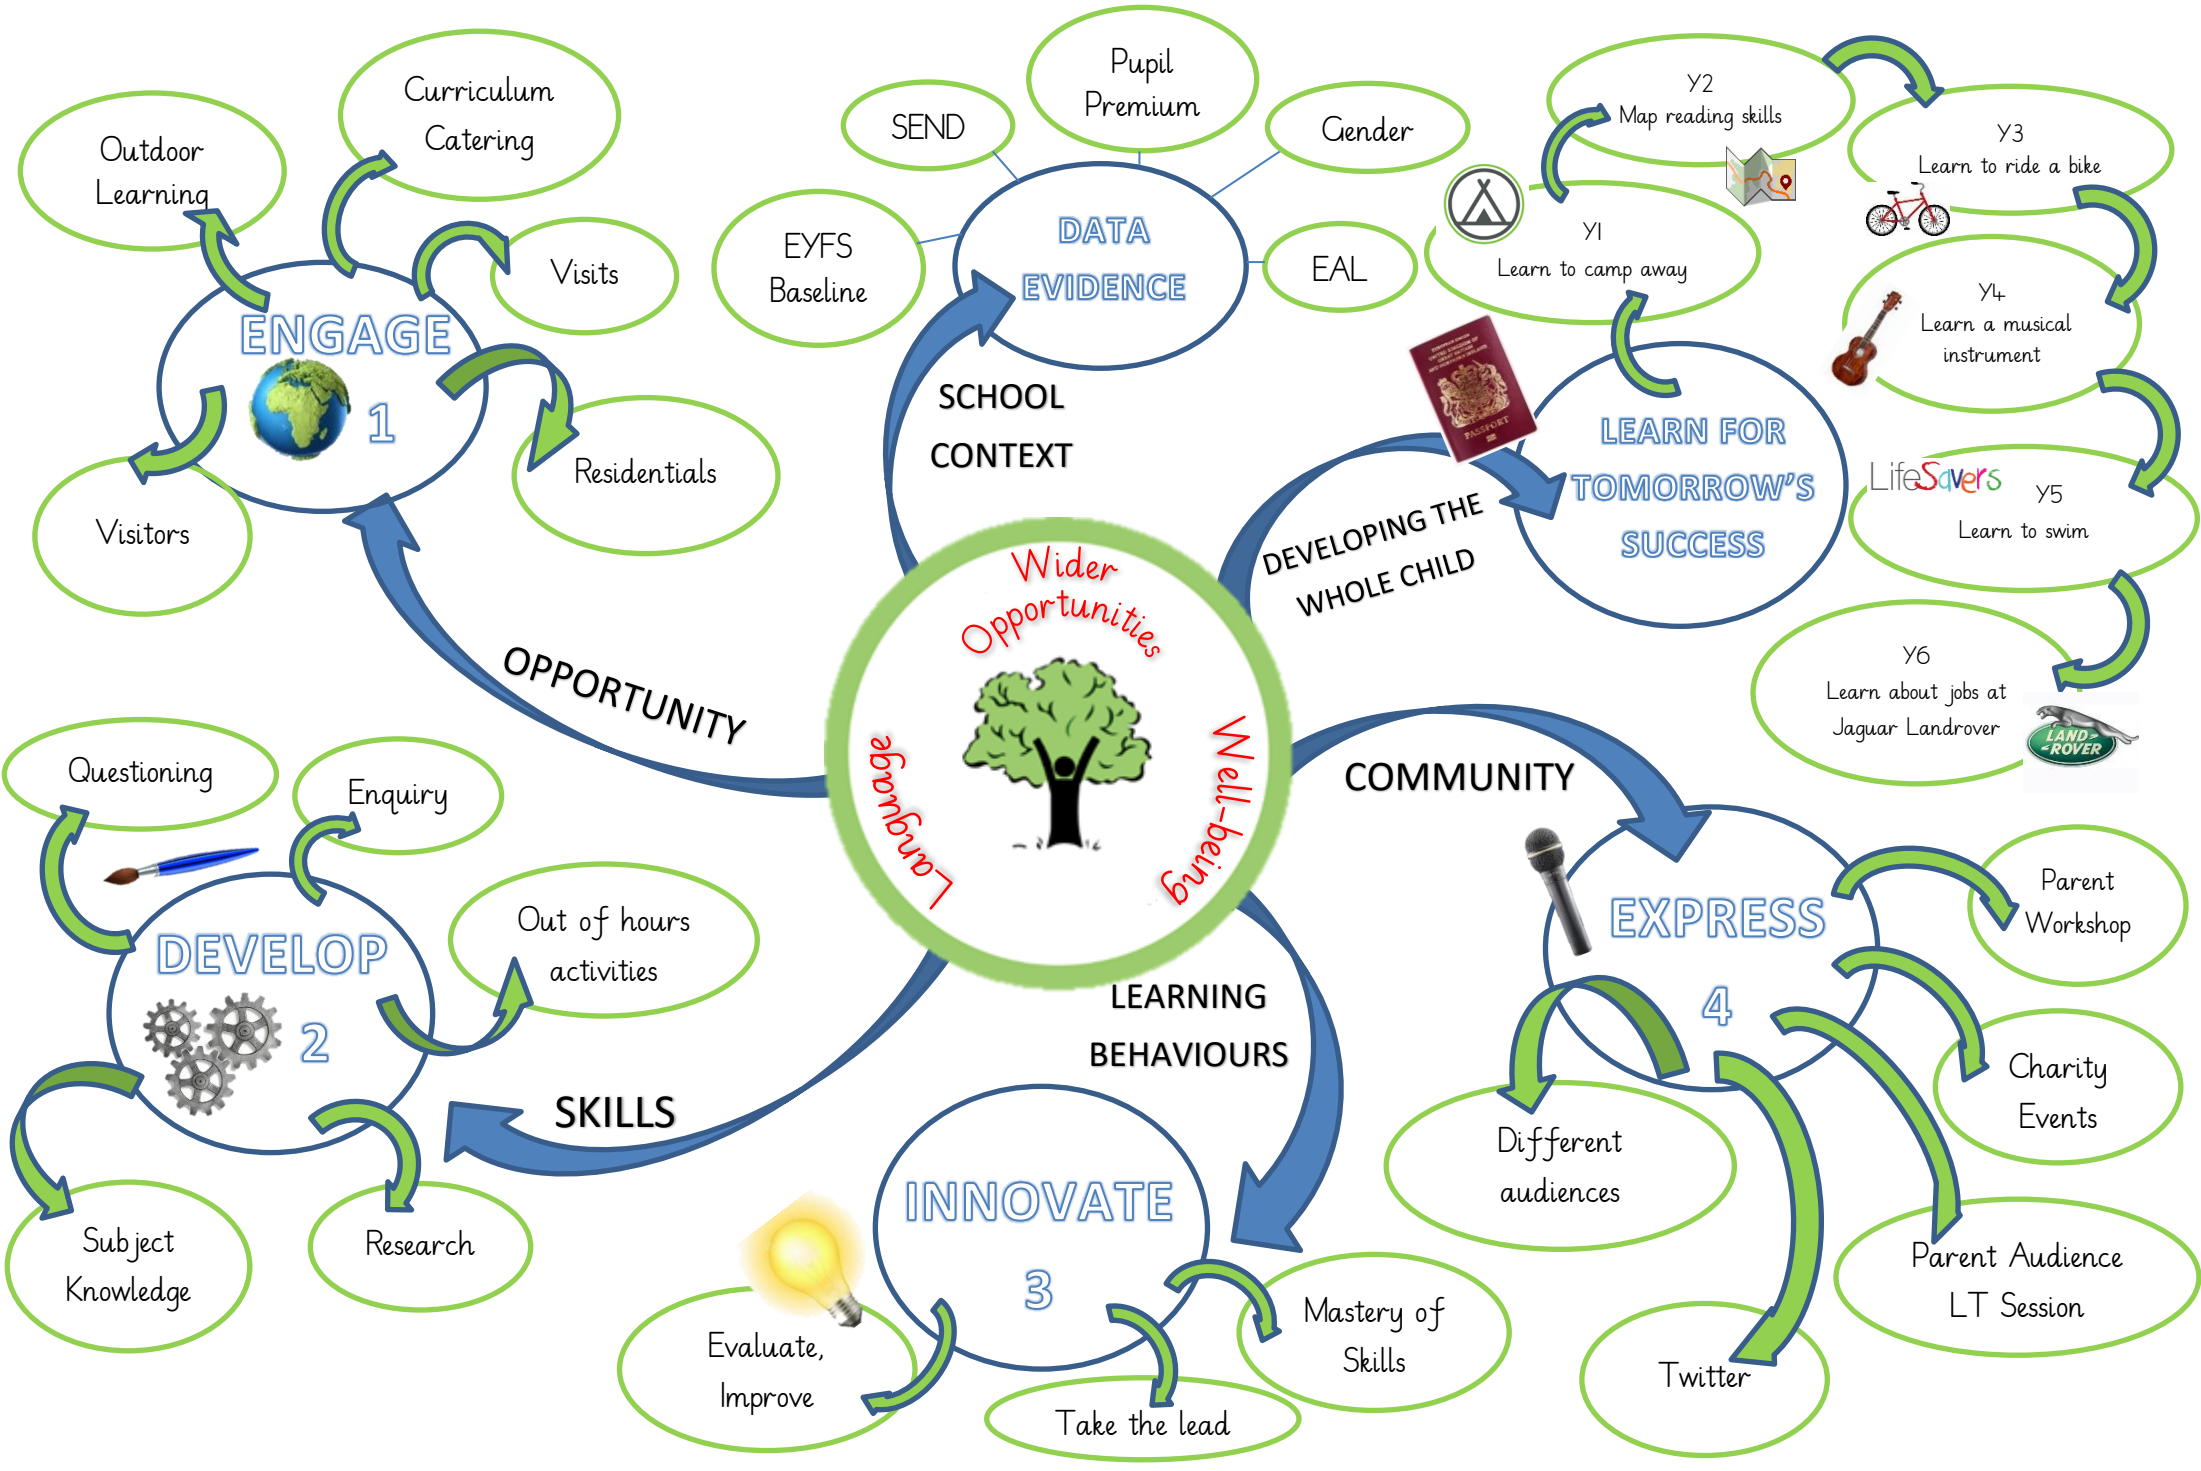 Outdoor
Learning
Curriculum
Catering
Visits
ENGAGE
1
Residentials
Visitors
OPPORTUNITY
SEND
Pupil
Premium
Gender
EYFS
Baseline
EAL
DATA
EVIDENCE
SCHOOL
CONTEXT
Y2
Map reading skills
Y3
Learn to ride a bike
Y1
Learn to camp away
Y4
Learn a musical
instrument
LifeSavers
Y5
Learn to swim
Y6
Learn about jobs at
Jaguar Landrover
LAND-
-ROVER
PASSPORT
LEARN FOR
TOMORROW'S
SUCCESS
DEVELOPING THE
WHOLE CHILD
Wider
Opportunities
Language
Well-being
COMMUNITY
EXPRESS
4
Parent
Workshop
Charity
Events
Parent Audience
LT Session
Twitter
Different
audiences
LEARNING
BEHAVIOURS
INNOVATE
3
Evaluate,
Improve
Take the lead
Mastery of
Skills
SKILLS
Questioning
Enquiry
Out of hours
activities
DEVELOP
2
Subject
Knowledge
Research